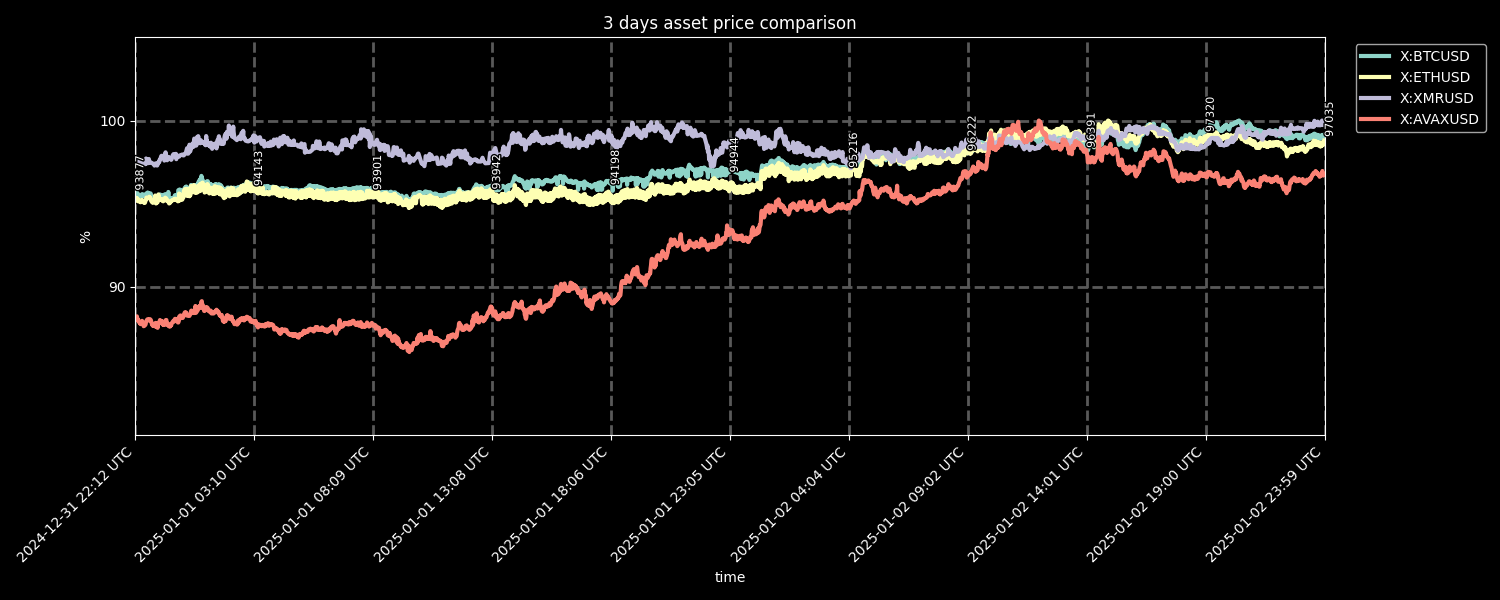 3 days asset price comparison
X:BTCUSD
X:ETHUSD
X:XMRUSD
X:AVAXUSD
100
90
%
93877
94143
93901
93942
94198
94944
95216
96222
96391
97320
97035
2024-12-31 22:12 UTC
2025-01-01 03:10 UTC
2025-01-01 08:09 UTC
2025-01-01 13:08 UTC
2025-01-01 18:06 UTC
2025-01-01 23:05 UTC
2025-01-02 04:04 UTC
2025-01-02 09:02 UTC
2025-01-02 14:01 UTC
2025-01-02 19:00 UTC
2025-01-02 23:59 UTC
time